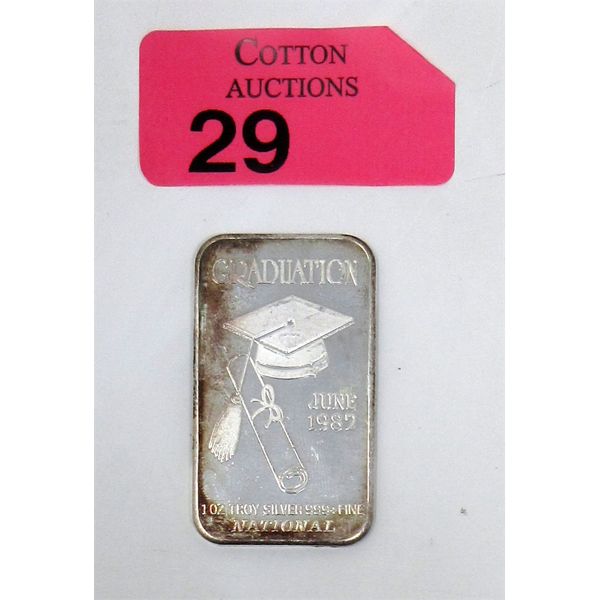 COTTON
AUCTIONS
29
GRADUATION
JUNE
1982
1 OZ TROY SILVER 999+ FINE
NATIONAL